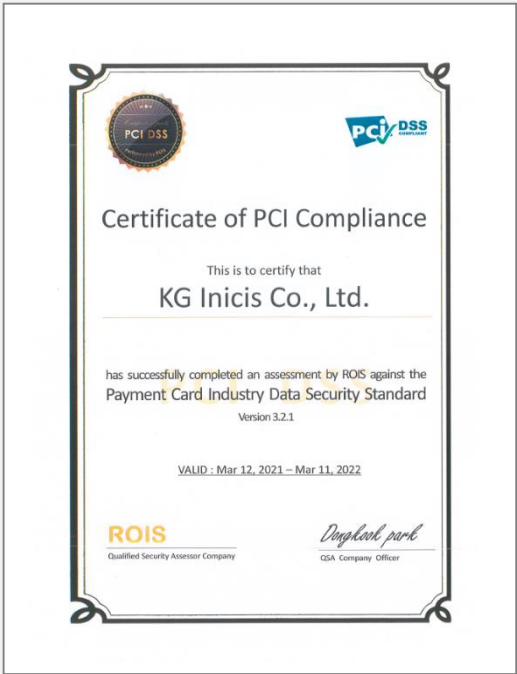 PCI DSS
PCI DSS
COMPLIANT
Certificate of PCI Compliance
This is to certify that
KG Inicis Co., Ltd.
PCI DSS
has successfully completed an assessment by ROIS against the
Payment Card Industry Data Security Standard
Version 3.2.1
VALID : Mar 12, 2021 – Mar 11, 2022
ROIS
Dongkook park
Qualified Security Assessor Company
QSA Company Officer